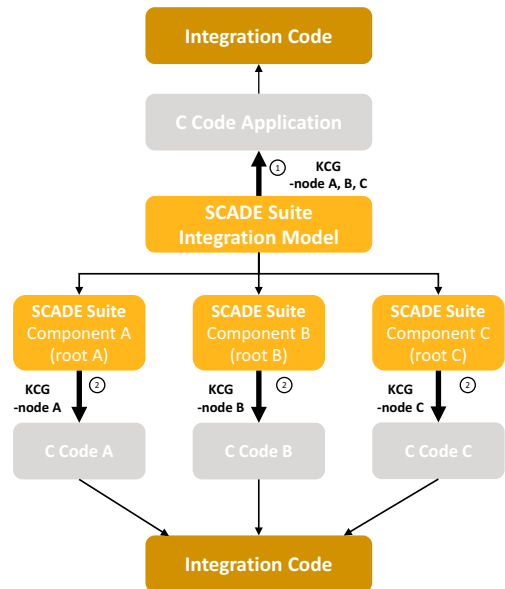 Integration Code
C Code Application
1
KCG
-node A, B, C
SCADE Suite
Integration Model
SCADE Suite
Component A
(root A)
SCADE Suite
Component B
(root B)
SCADE Suite
Component C
(root C)
KCG
-node A
2
KCG
-node B
2
KCG
-node C
2
C Code A
C Code B
C Code C
Integration Code